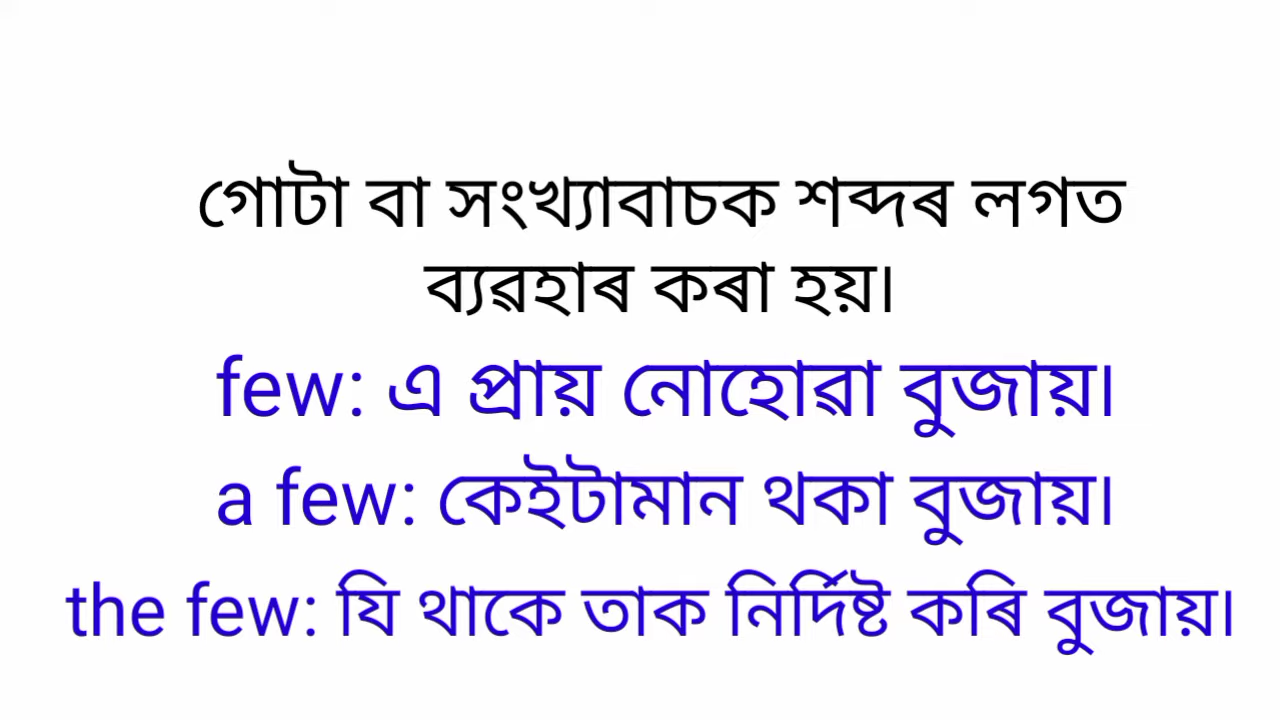 গোটা বা সংখ্যাবাচক শব্দৰ লগত
ব্যৱহাৰ কৰা হয়।
few: এ প্ৰায় নোহোৱা বুজায়।
a few: কেইটামান থকা বুজায়।
the few: যি থাকে তাক নিৰ্দিষ্ট কৰি বুজায়।